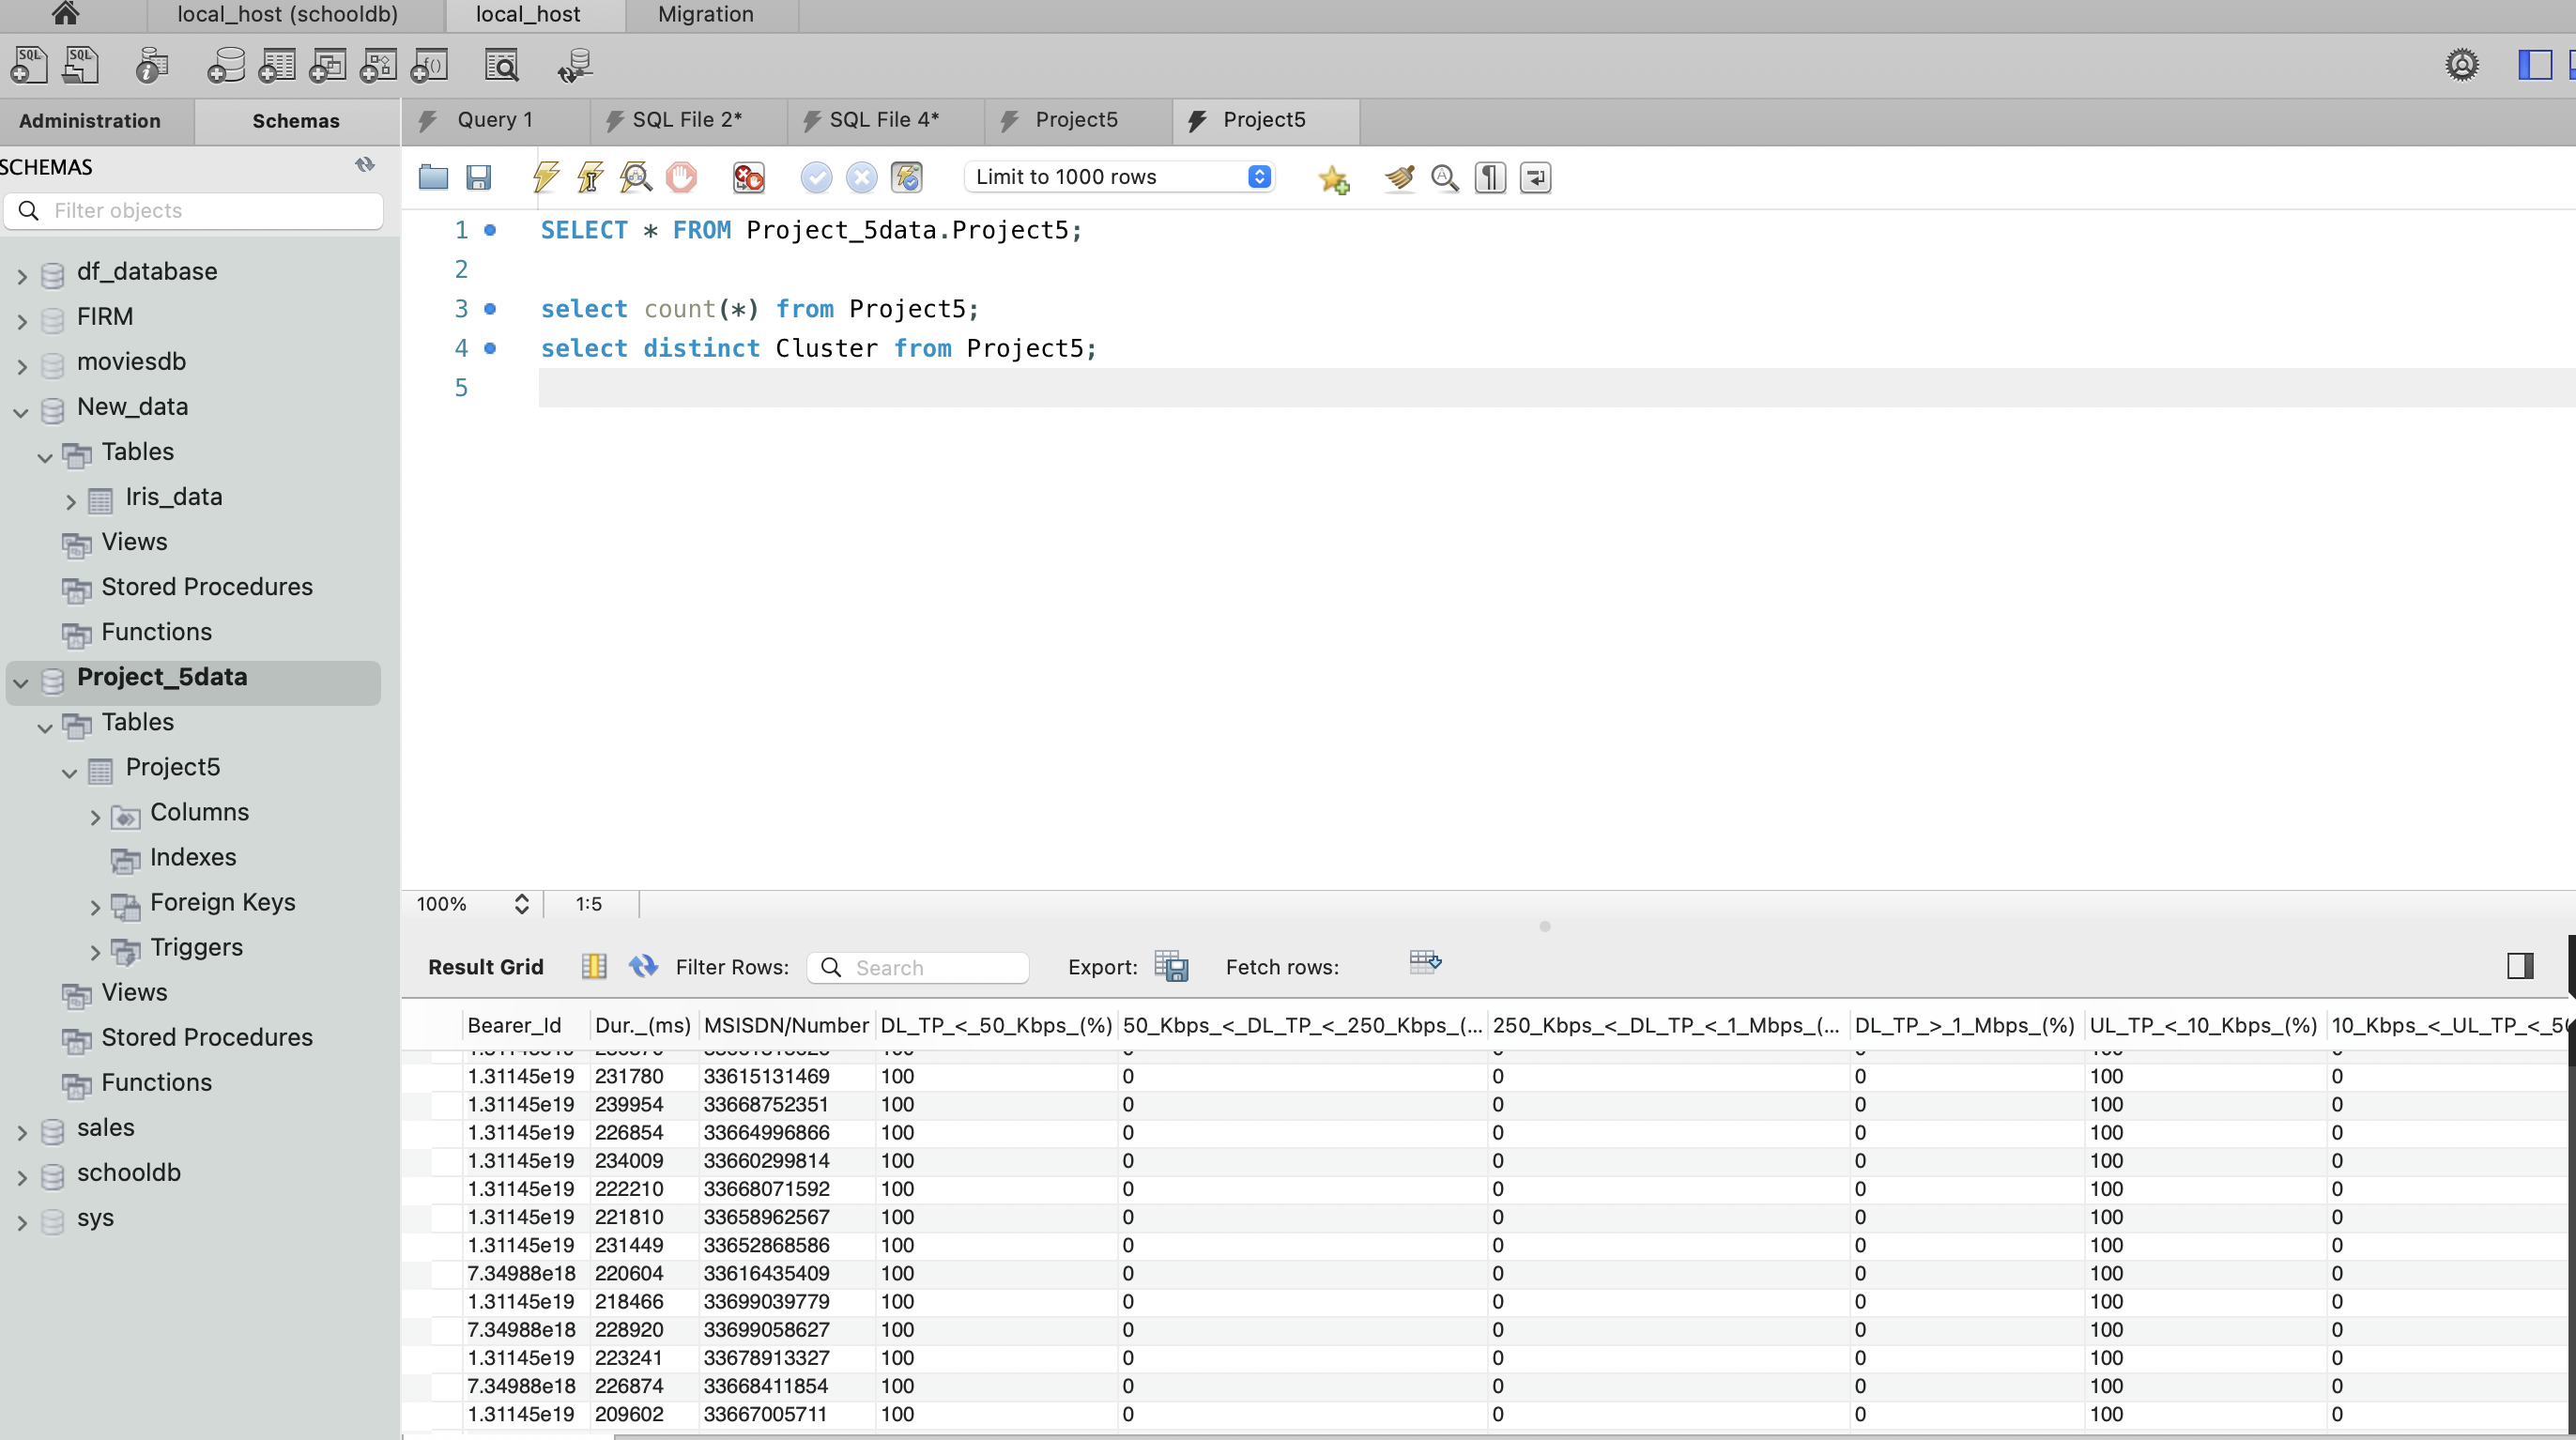 local_host (schooldb) local_host Migration
SQL SQL
Administration Schemas Query 1 SQL File 2* SQL File 4* Project5 Project5
SCHEMAS
Limit to 1000 rows
Filter objects
1 SELECT * FROM Project_5data.Project5;
2
3 select count(*) from Project5;
4 select distinct Cluster from Project5;
5
df_database
FIRM
moviesdb
New_data
Tables
Iris_data
Views
Stored Procedures
Functions
Project_5data
Tables
Project5
Columns
Indexes
Foreign Keys
Triggers
Views
Stored Procedures
Functions
sales
schooldb
sys
100% 1:5
Result Grid Filter Rows: Search Export: Fetch rows:
Bearer_Id Dur._(ms) MSISDN/Number DL_TP_<_50_Kbps_(%) 50_Kbps_<_DL_TP_<_250_Kbps_(... 250_Kbps_<_DL_TP_<_1_Mbps_(... DL_TP_>_1_Mbps_(%) UL_TP_<_10_Kbps_(%) 10_Kbps_<_UL_TP_<_5
1.31145e19 231780 33615131469 100 0 0 0 100 0
1.31145e19 239954 33668752351 100 0 0 0 100 0
1.31145e19 226854 33664996866 100 0 0 0 100 0
1.31145e19 234009 33660299814 100 0 0 0 100 0
1.31145e19 222210 33668071592 100 0 0 0 100 0
1.31145e19 221810 33658962567 100 0 0 0 100 0
1.31145e19 231449 33652868586 100 0 0 0 100 0
7.34988e18 220604 33616435409 100 0 0 0 100 0
1.31145e19 218466 33699039779 100 0 0 0 100 0
7.34988e18 228920 33699058627 100 0 0 0 100 0
1.31145e19 223241 33678913327 100 0 0 0 100 0
7.34988e18 226874 33668411854 100 0 0 0 100 0
1.31145e19 209602 33667005711 100 0 0 0 100 0